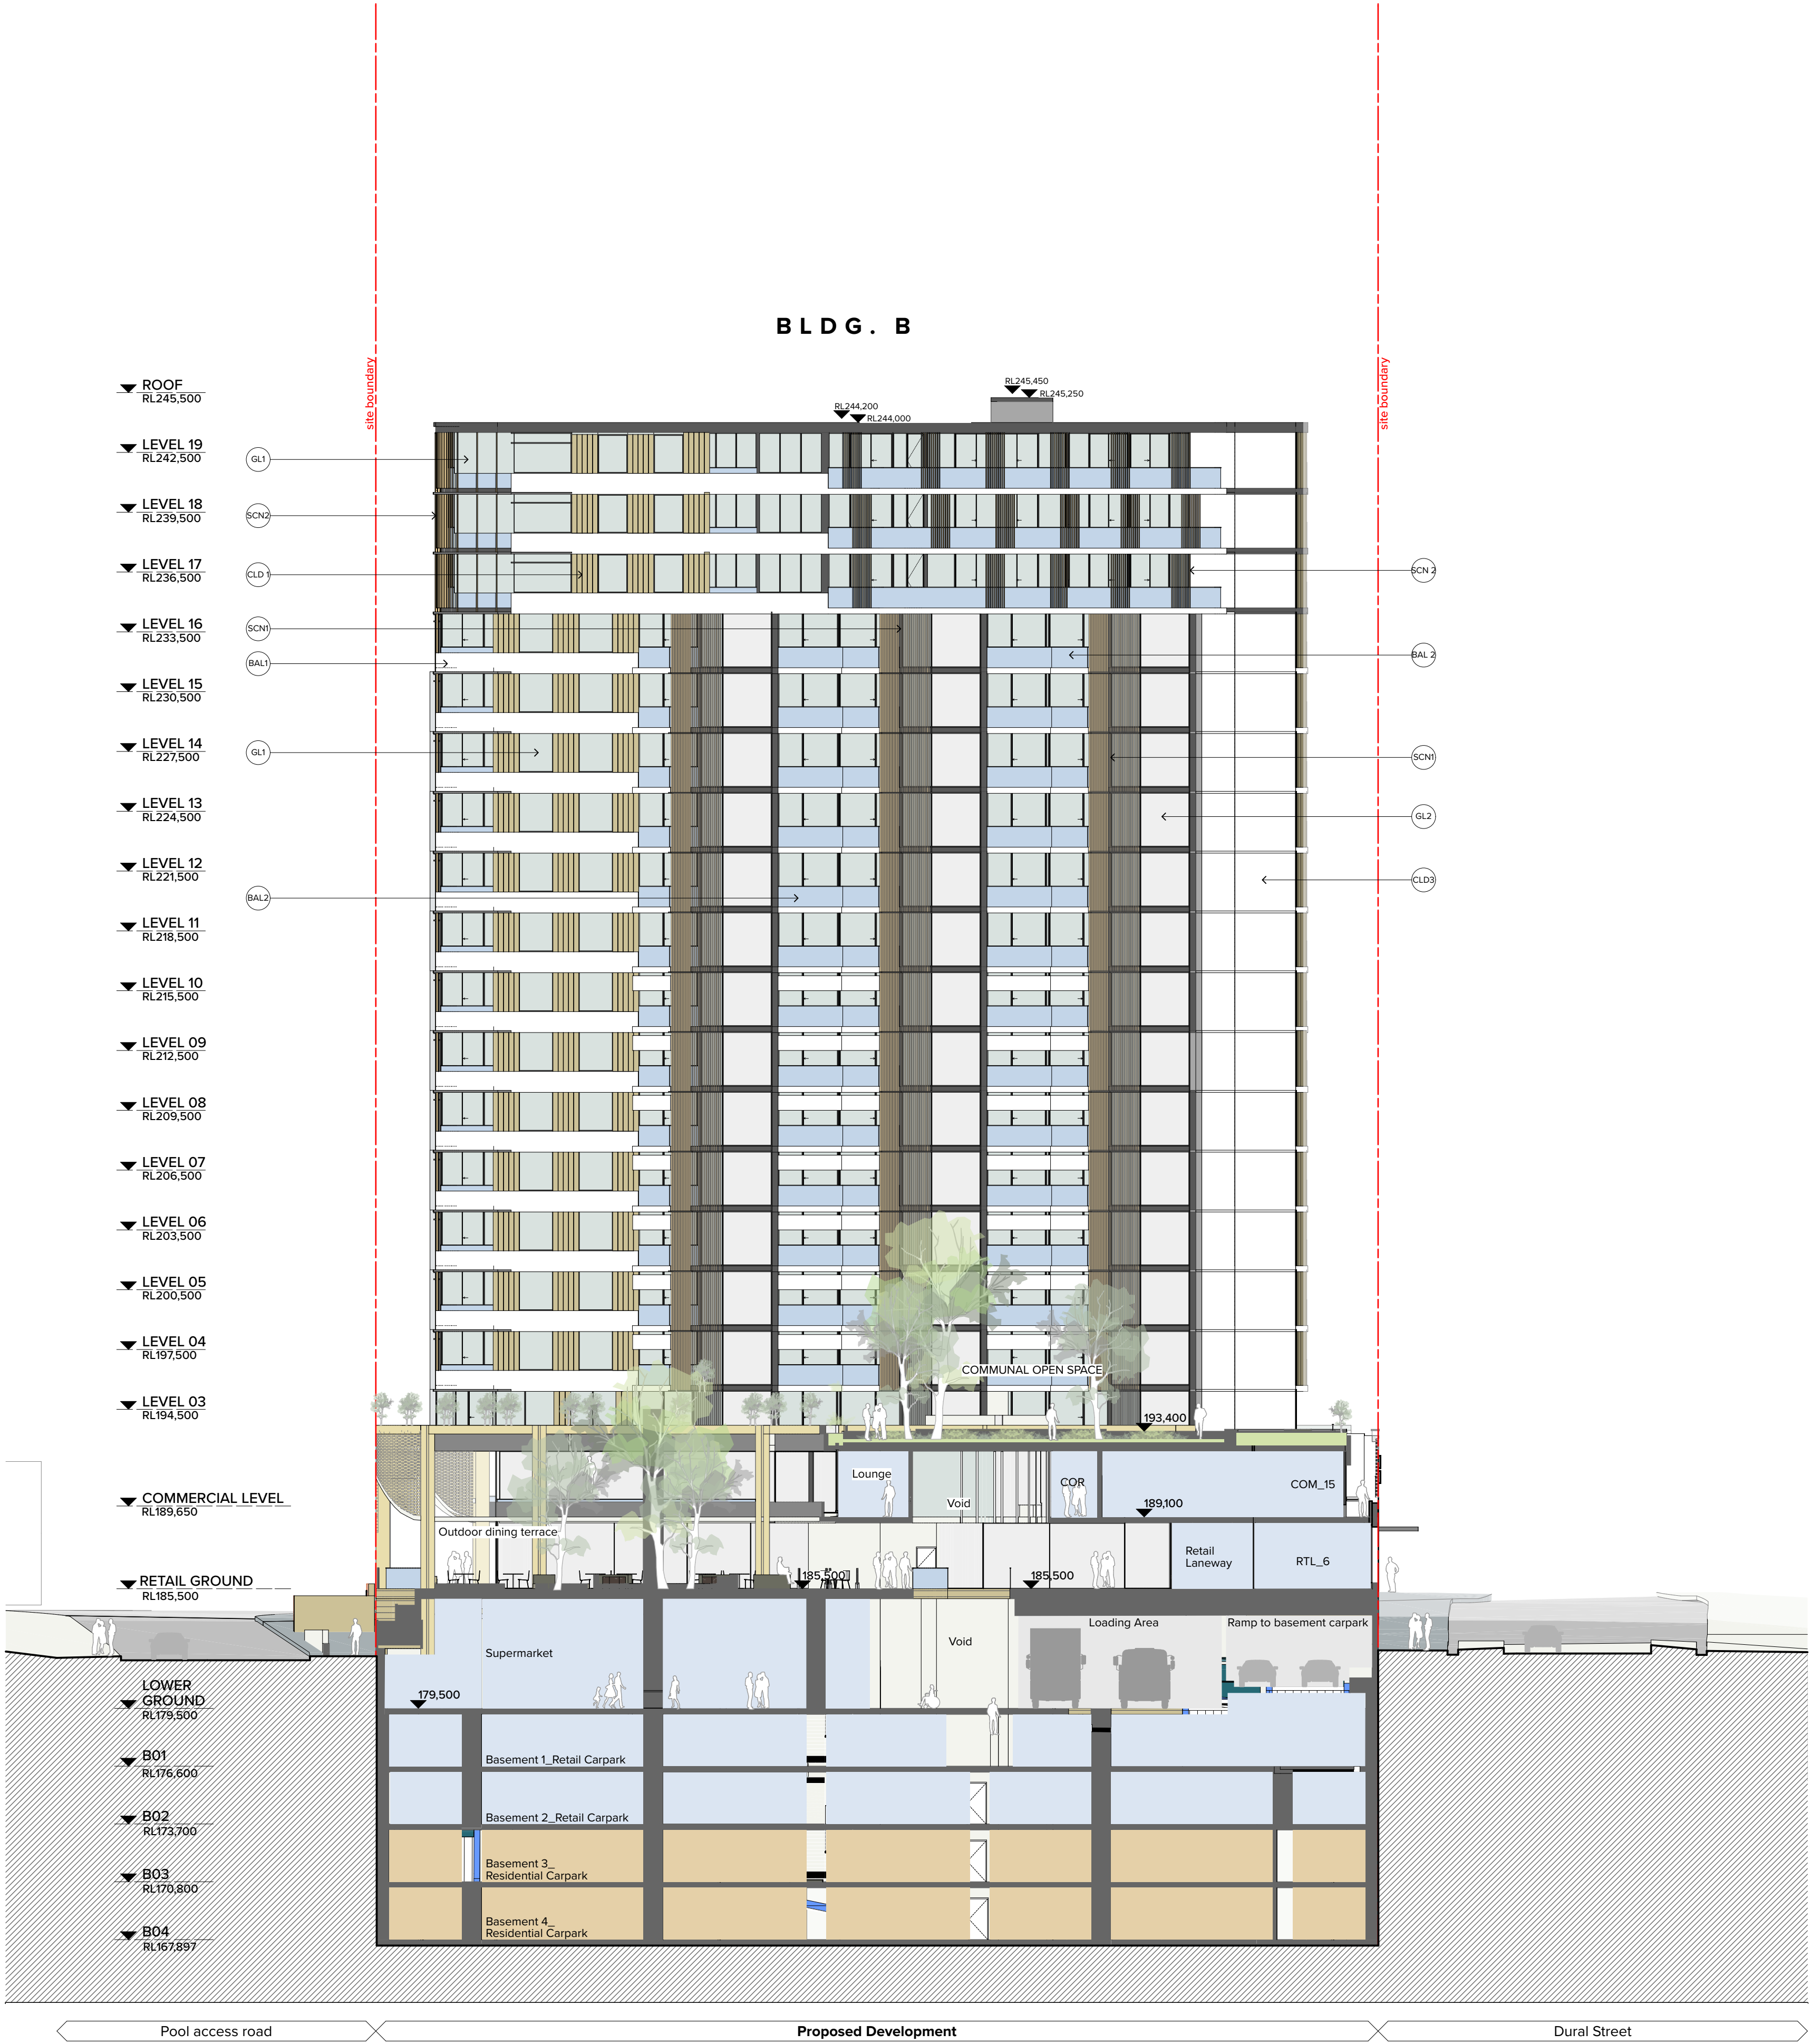 BLDG. B
site boundary
site boundary
ROOF
RL245,500
RL245,450
RL245,250
RL244,200
RL244,000
LEVEL 19
RL242,500
GL1
LEVEL 18
RL239,500
SCN2
LEVEL 17
RL236,500
CLD 1
SCN 2
LEVEL 16
RL233,500
SCN1
BAL1
BAL 2
LEVEL 15
RL230,500
LEVEL 14
RL227,500
GL1
SCN1
LEVEL 13
RL224,500
GL2
LEVEL 12
RL221,500
CLD3
BAL2
LEVEL 11
RL218,500
LEVEL 10
RL215,500
LEVEL 09
RL212,500
LEVEL 08
RL209,500
LEVEL 07
RL206,500
LEVEL 06
RL203,500
LEVEL 05
RL200,500
LEVEL 04
RL197,500
COMMUNAL OPEN SPACE
LEVEL 03
RL194,500
193,400
Lounge
COR
COM_15
Void
189,100
COMMERCIAL LEVEL
RL189,650
Outdoor dining terrace
Retail
Laneway
RTL_6
RETAIL GROUND
RL185,500
185,500
185,500
Loading Area
Ramp to basement carpark
Void
Supermarket
LOWER
GROUND
RL179,500
179,500
B01
RL176,600
Basement 1_Retail Carpark
B02
RL173,700
Basement 2_Retail Carpark
B03
RL170,800
Basement 3_
Residential Carpark
B04
RL167,897
Basement 4_
Residential Carpark
Pool access road
Proposed Development
Dural Street